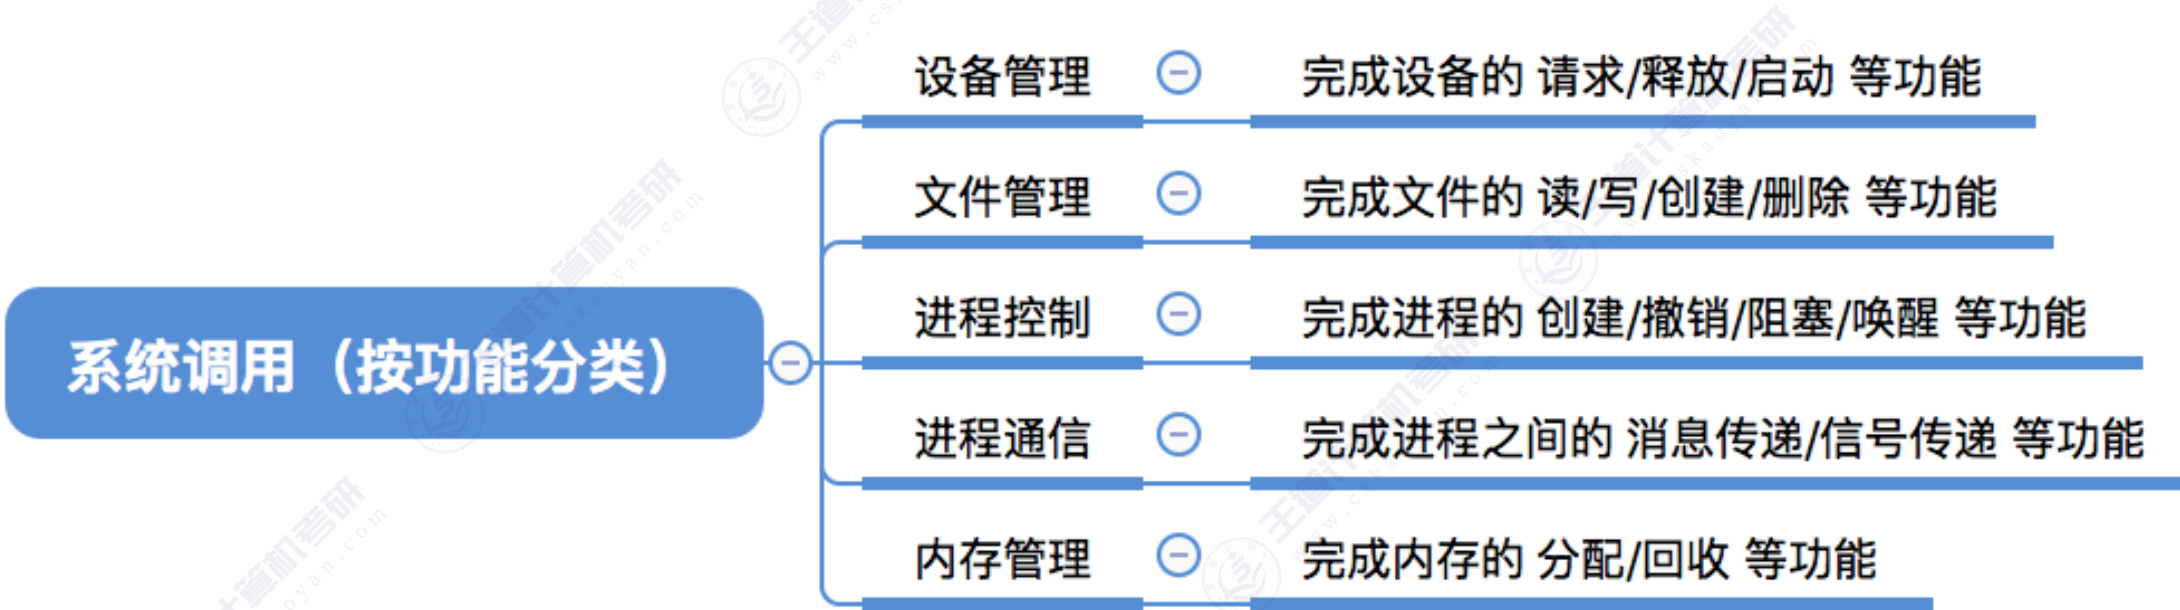 系统调用（按功能分类）
设备管理 完成设备的 请求/释放/启动 等功能
文件管理 完成文件的 读/写/创建/删除 等功能
进程控制 完成进程的 创建/撤销/阻塞/唤醒 等功能
进程通信 完成进程之间的 消息传递/信号传递 等功能
内存管理 完成内存的 分配/回收 等功能